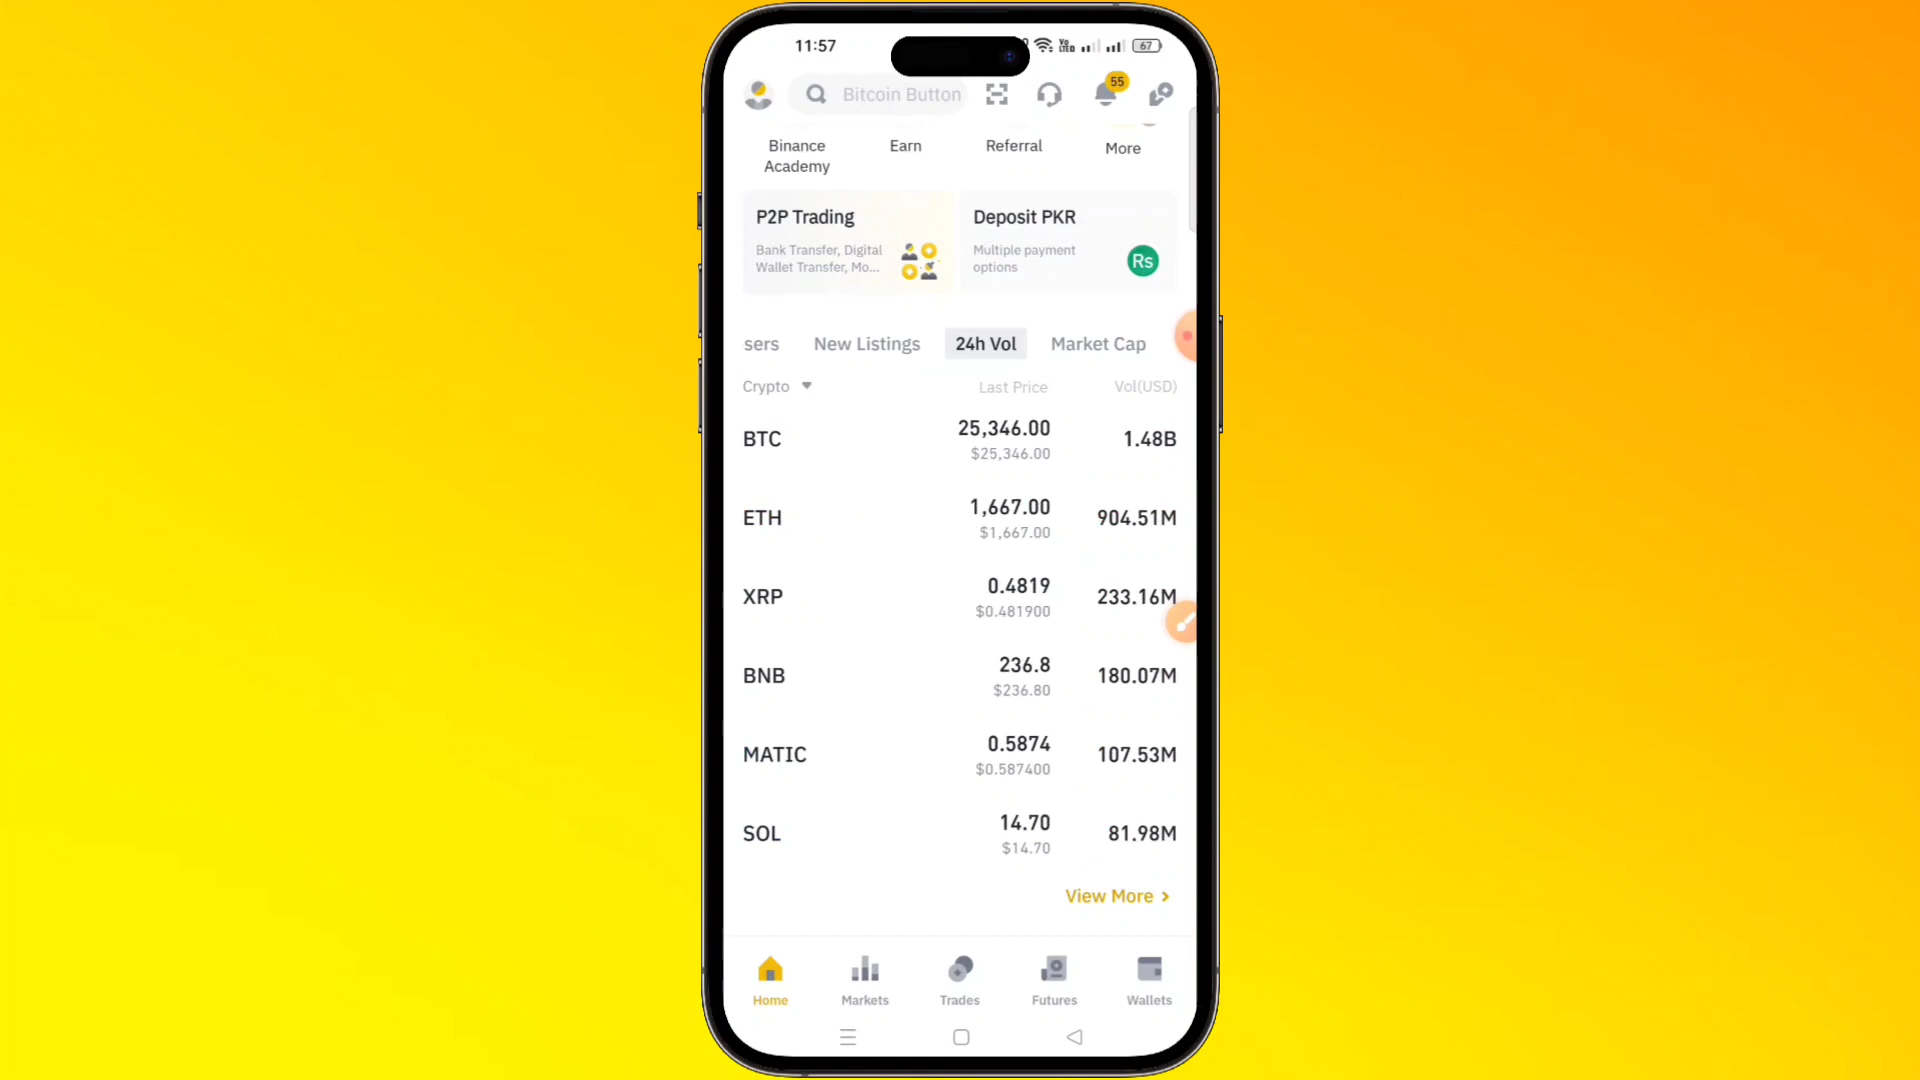 11:57
67
Bitcoin Button
55
Binance Academy
Earn
Referral
More
P2P Trading
Bank Transfer, Digital
Wallet Transfer, Mo...
Deposit PKR
Multiple payment
options
Rs
sers
New Listings
24h Vol
Market Cap
Crypto
Last Price
Vol(USD)
BTC
25,346.00
$25,346.00
1.48B
ETH
1,667.00
$1,667.00
904.51M
XRP
0.4819
$0.481900
233.16M
BNB
236.8
$236.80
180.07M
MATIC
0.5874
$0.587400
107.53M
SOL
14.70
$14.70
81.98M
View More >
Home
Markets
Trades
Futures
Wallets